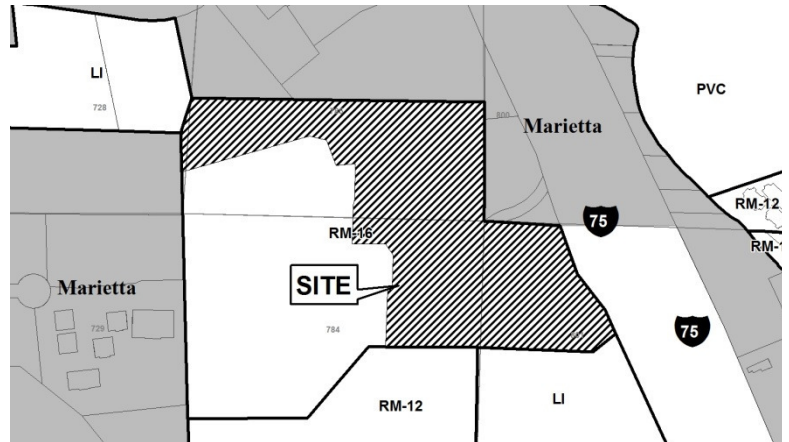 LI
728
PVC
800
Marietta
RM-12
75
RM-1
RM-16
SITE
Marietta
729
784
75
RM-12
LI